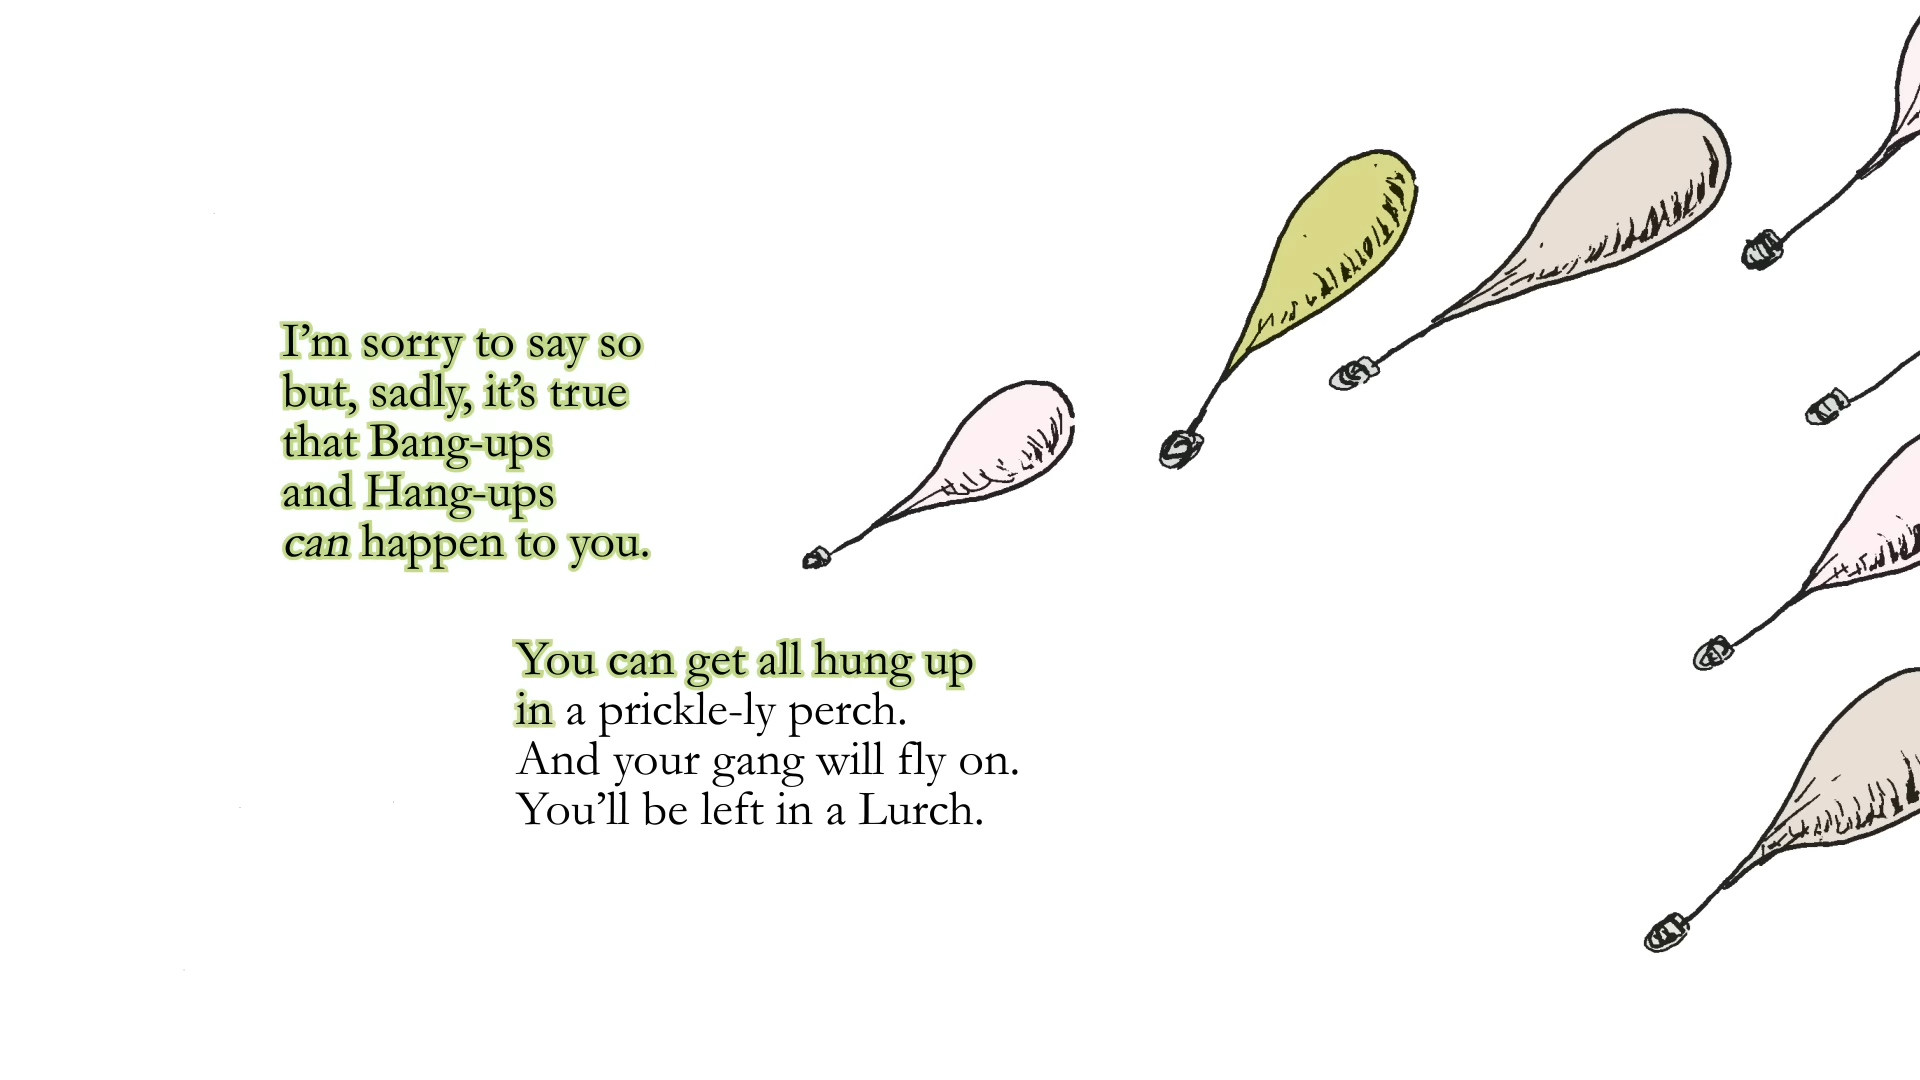 I’m sorry to say so
but, sadly, it’s true
that Bang-ups
and Hang-ups
can happen to you.
You can get all hung up
in a prickle-ly perch.
And your gang will fly on.
You’ll be left in a Lurch.